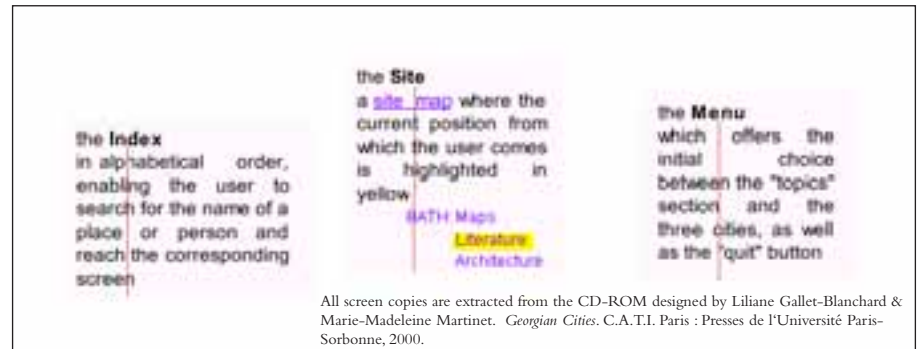 the Index
in alphabetical order,
enabling the user to
search for the name of a
place or person and
reach the corresponding
screen
the Site
a site map where the
current position from
which the user comes
is highlighted in
yellow
BATH Maps
Literature
Architecture
the Menu
which offers the
initial choice
between the "topics"
section and the
three cities, as well
as the "quit" button
All screen copies are extracted from the CD-ROM designed by Liliane Gallet-Blanchard &
Marie-Madeleine Martinet. Georgian Cities. C.A.T.I. Paris : Presses de l‘Université Paris-
Sorbonne, 2000.